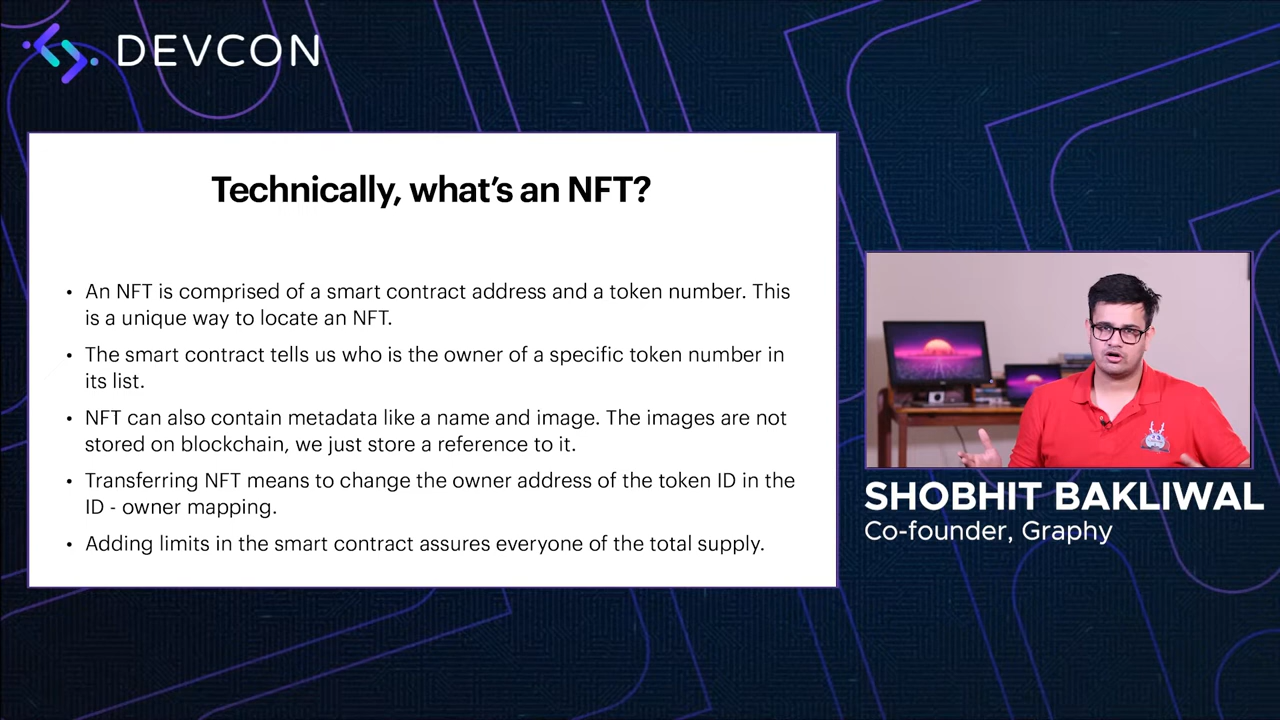 DEVCON
Technically, what's an NFT?
• An NFT is comprised of a smart contract address and a token number. This
is a unique way to locate an NFT.
• The smart contract tells us who is the owner of a specific token number in
its list.
• NFT can also contain metadata like a name and image. The images are not
stored on blockchain, we just store a reference to it.
• Transferring NFT means to change the owner address of the token ID in the
ID - owner mapping.
• Adding limits in the smart contract assures everyone of the total supply.
SHOBHIT BAKLIWAL
Co-founder, Graphy